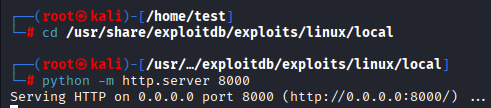 ┌──(root㉿kali)-[/home/test]
└─# cd /usr/share/exploitdb/exploits/linux/local
┌──(root㉿kali)-[/usr/…/exploitdb/exploits/linux/local]
└─# python -m http.server 8000
Serving HTTP on 0.0.0.0 port 8000 (http://0.0.0.0:8000/) ...